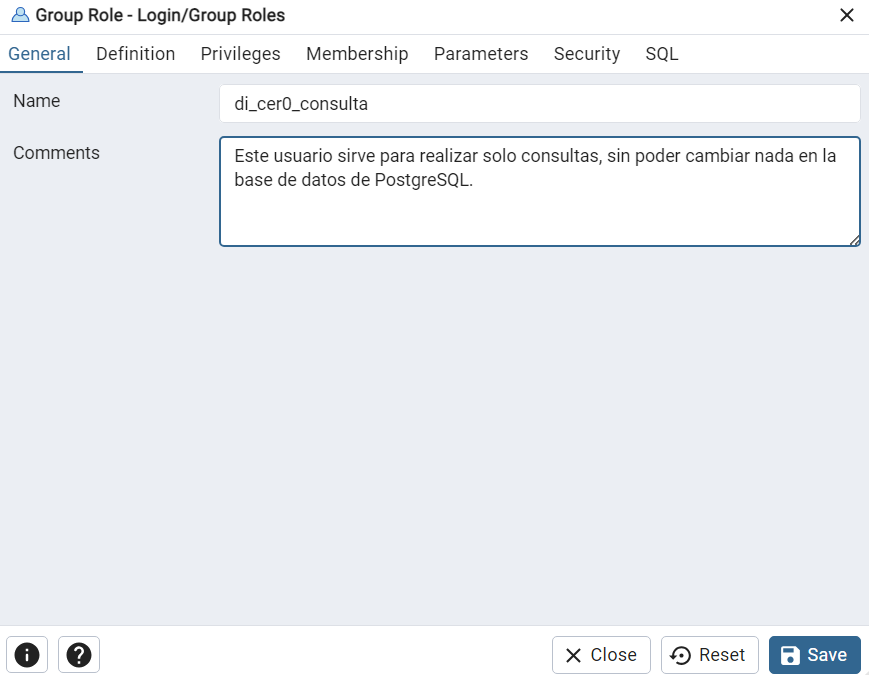 Group Role - Login/Group Roles
General Definition Privileges Membership Parameters Security SQL
Name
di_cer0_consulta
Comments
Este usuario sirve para realizar solo consultas, sin poder cambiar nada en la
base de datos de PostgreSQL.
Close Reset Save